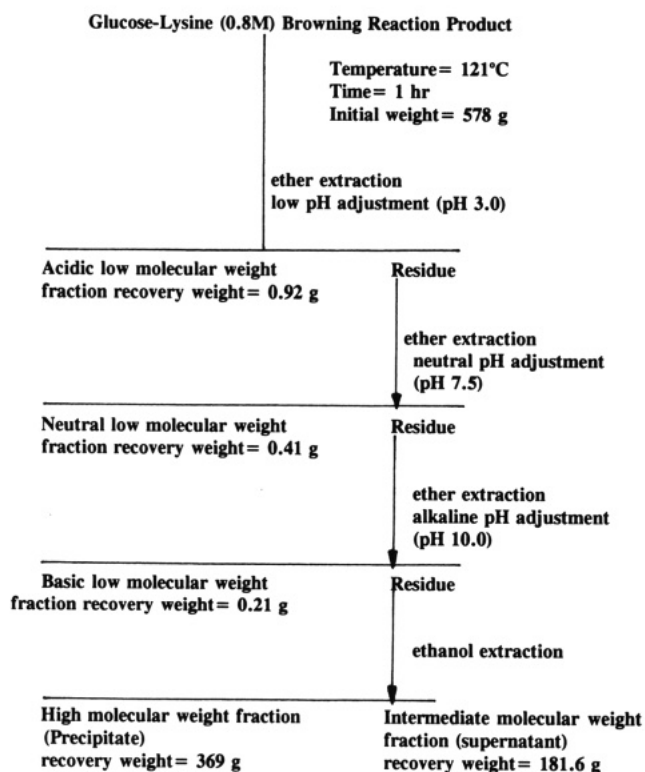 Glucose-Lysine (0.8M) Browning Reaction Product
Temperature= 121°C
Time= 1 hr
Initial weight= 578 g
ether extraction
low pH adjustment (pH 3.0)
Acidic low molecular weight
fraction recovery weight= 0.92 g
Residue
ether extraction
neutral pH adjustment
(pH 7.5)
Neutral low molecular weight
fraction recovery weight= 0.41 g
Residue
ether extraction
alkaline pH adjustment
(pH 10.0)
Basic low molecular weight
fraction recovery weight= 0.21 g
Residue
ethanol extraction
High molecular weight fraction
(Precipitate)
recovery weight= 369 g
Intermediate molecular weight
fraction (supernatant)
recovery weight= 181.6 g